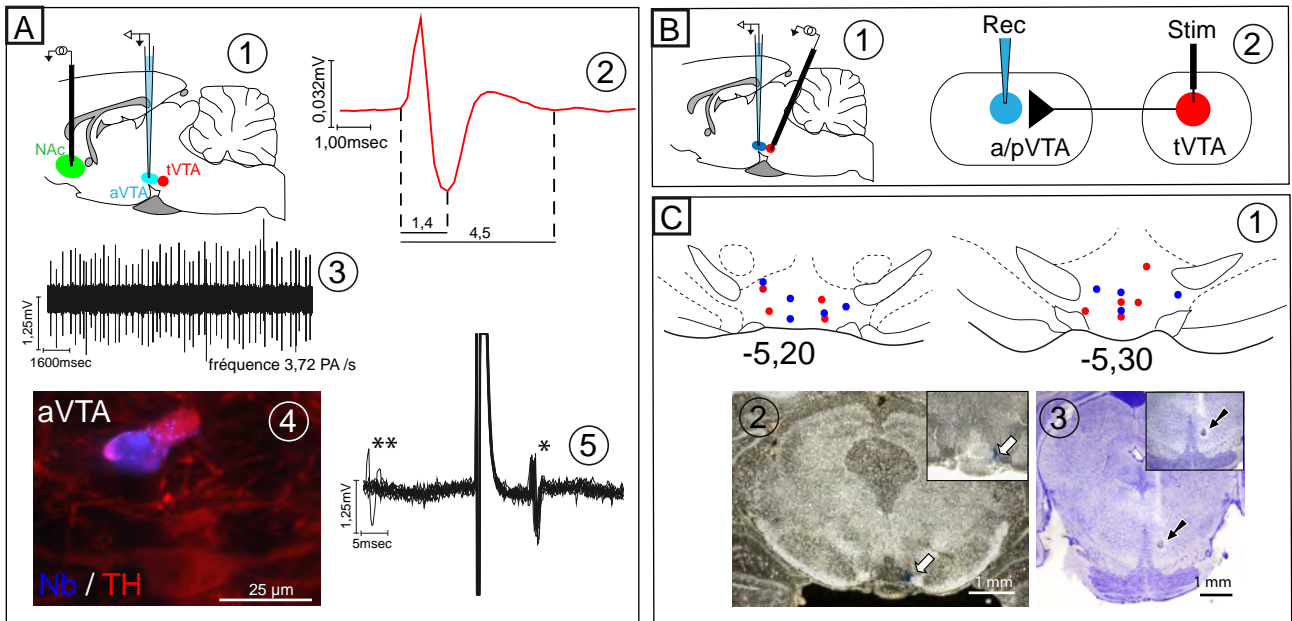 A
1
NAc
aVTA
tVTA
2
0,032mV
1,00msec
1,4
4,5
3
1,25mV
1600msec
fréquence 3,72 PA /s
aVTA
4
Nb / TH
25 µm
5
**
*
1,25mV
5msec
B
1
Rec
Stim
2
a/pVTA
tVTA
C
1
-5,20
-5,30
2
1 mm
3
1 mm